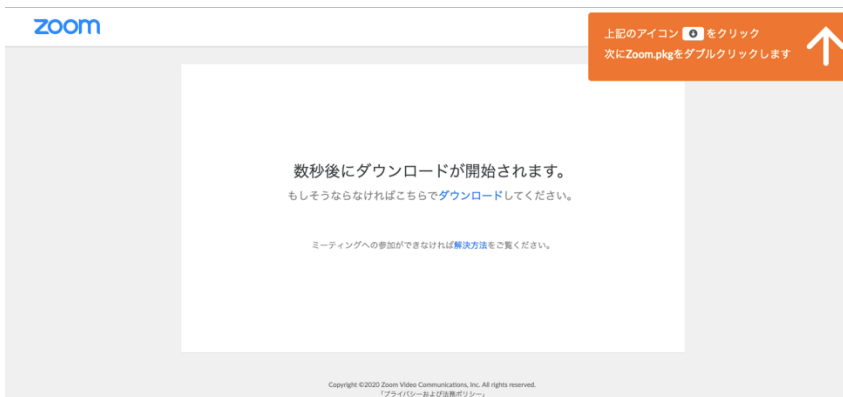 zoom
上記のアイコン をクリック
次にZoom.pkgをダブルクリックします
数秒後にダウンロードが開始されます。
もしそうならなければこちらでダウンロードしてください。
ミーティングへの参加ができなければ解決方法をご覧ください。
Copyright ©2020 Zoom Video Communications, Inc. All rights reserved.
「プライバシーおよび法務ポリシー」